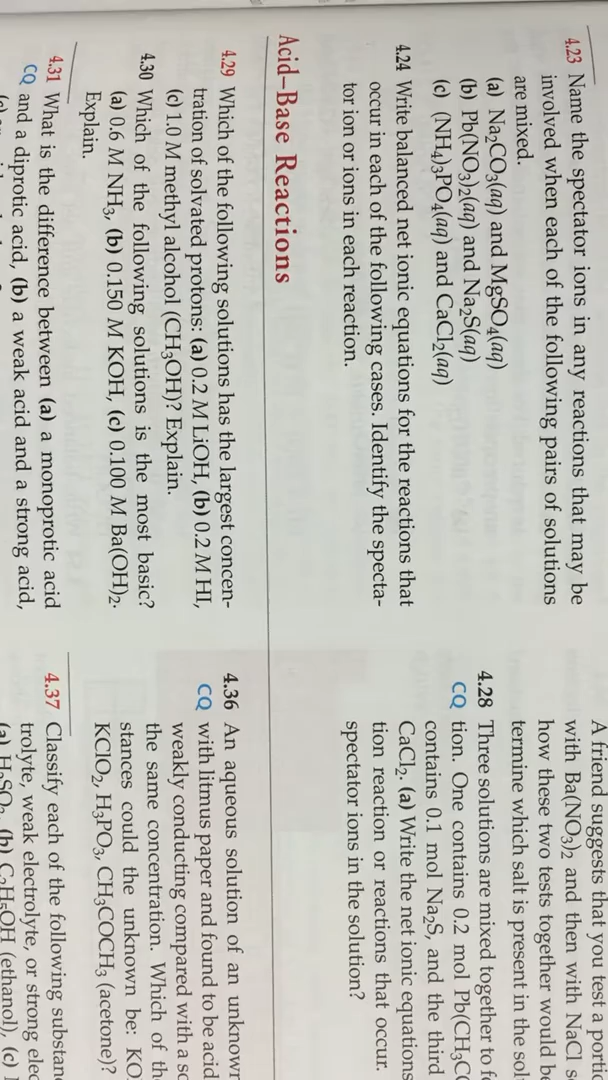 4.23 Name the spectator ions in any reactions that may be
involved when each of the following pairs of solutions
are mixed.
(a) Na₂CO₃(aq) and MgSO₄(aq)
(b) Pb(NO₃)₂(aq) and Na₂S(aq)
(c) (NH₄)₃PO₄(aq) and CaCl₂(aq)
4.24 Write balanced net ionic equations for the reactions that
occur in each of the following cases. Identify the specta-
tor ion or ions in each reaction.
Acid–Base Reactions
4.29 Which of the following solutions has the largest concen-
tration of solvated protons: (a) 0.2 M LiOH, (b) 0.2 M HI,
(c) 1.0 M methyl alcohol (CH₃OH)? Explain.
4.30 Which of the following solutions is the most basic?
(a) 0.6 M NH₃, (b) 0.150 M KOH, (c) 0.100 M Ba(OH)₂.
Explain.
4.31 What is the difference between (a) a monoprotic acid
CQ and a diprotic acid, (b) a weak acid and a strong acid,
A friend suggests that you test a portio
with Ba(NO₃)₂ and then with NaCl s
how these two tests together would be
termine which salt is present in the sol
4.28 Three solutions are mixed together to f
CQ tion. One contains 0.2 mol Pb(CH₃C
contains 0.1 mol Na₂S, and the third
CaCl₂. (a) Write the net ionic equations
tion reaction or reactions that occur.
spectator ions in the solution?
4.36 An aqueous solution of an unknown
CQ with litmus paper and found to be acid
weakly conducting compared with a so
the same concentration. Which of the
stances could the unknown be: KO
KClO₂, H₃PO₃, CH₃COCH₃ (acetone)?
4.37 Classify each of the following substan
trolyte, weak electrolyte, or strong elec
(a) H₂SO₃, (b) C₂H₅OH (ethanol), (c)